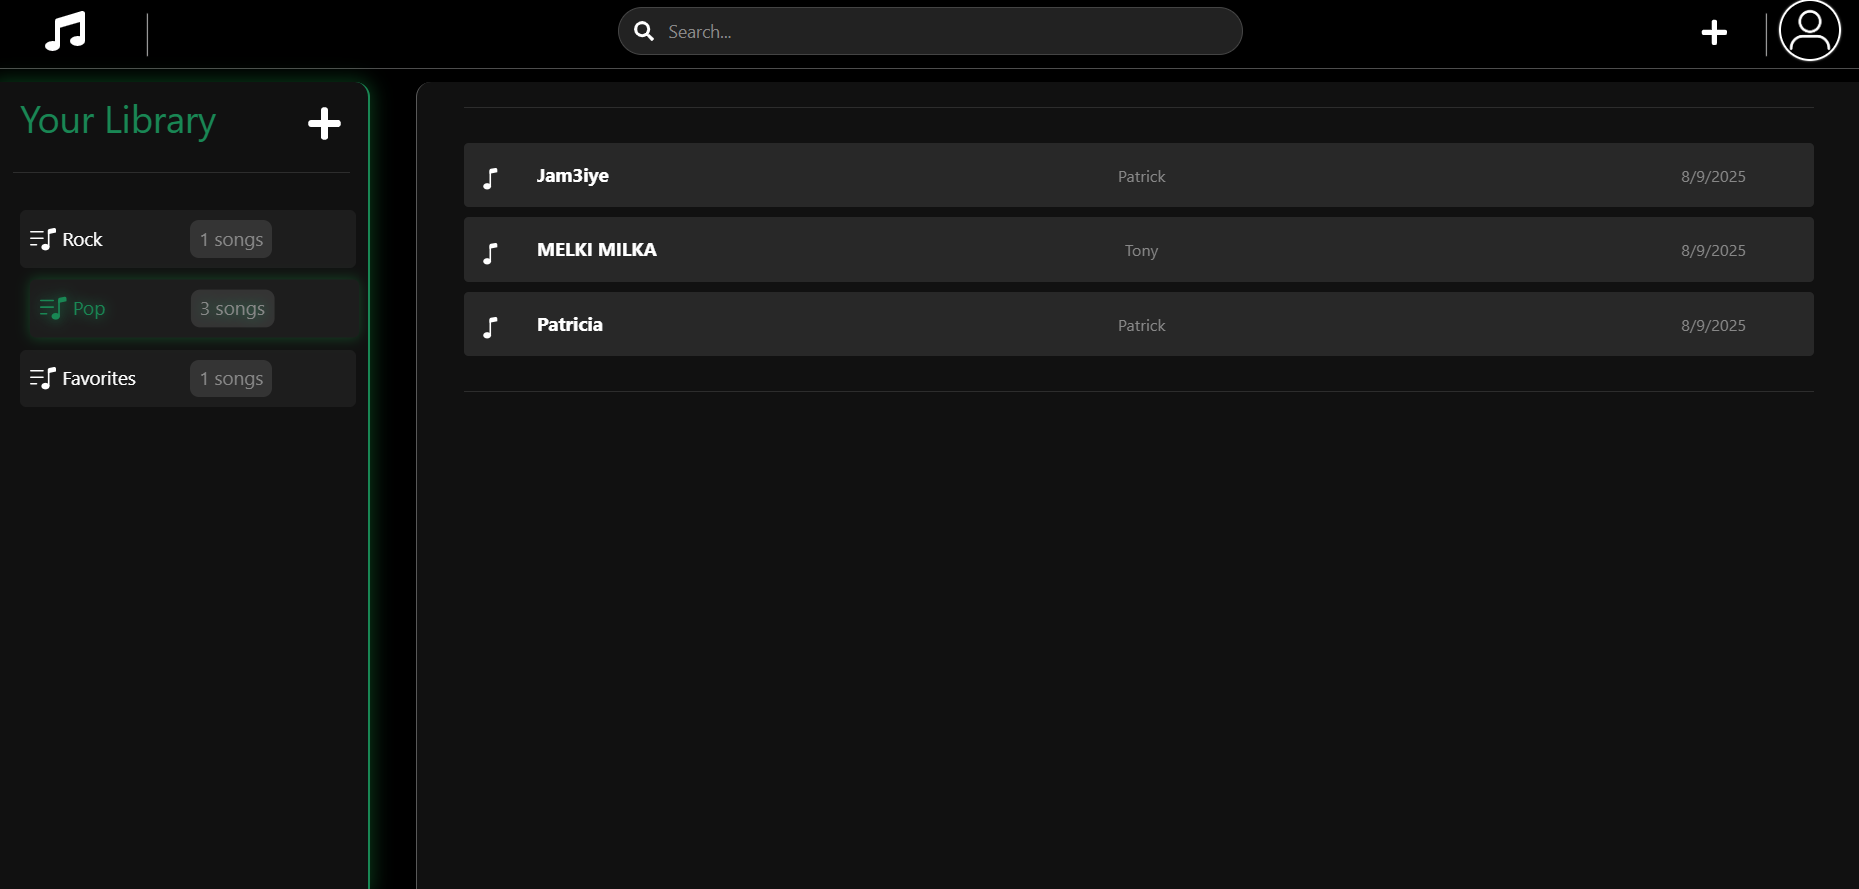 Search...
Your Library
Rock 1 songs
Pop 3 songs
Favorites 1 songs
Jam3iye Patrick 8/9/2025
MELKI MILKA Tony 8/9/2025
Patricia Patrick 8/9/2025